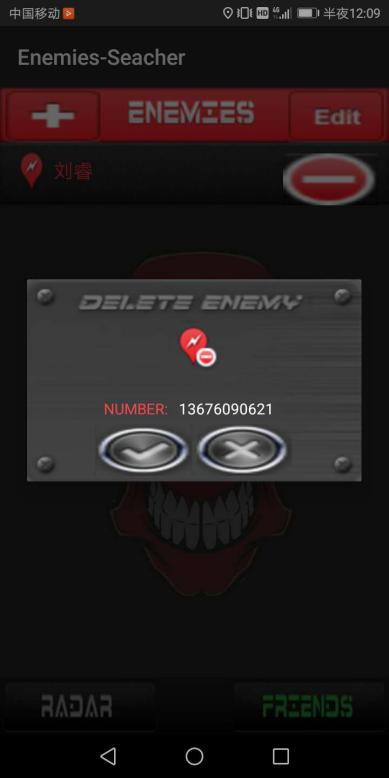 中国移动 HD 46 半夜12:09
Enemies-Seacher
ENEMIES Edit
刘睿
DELETE ENEMY
NUMBER: 13676090621
RADAR FRIENDS